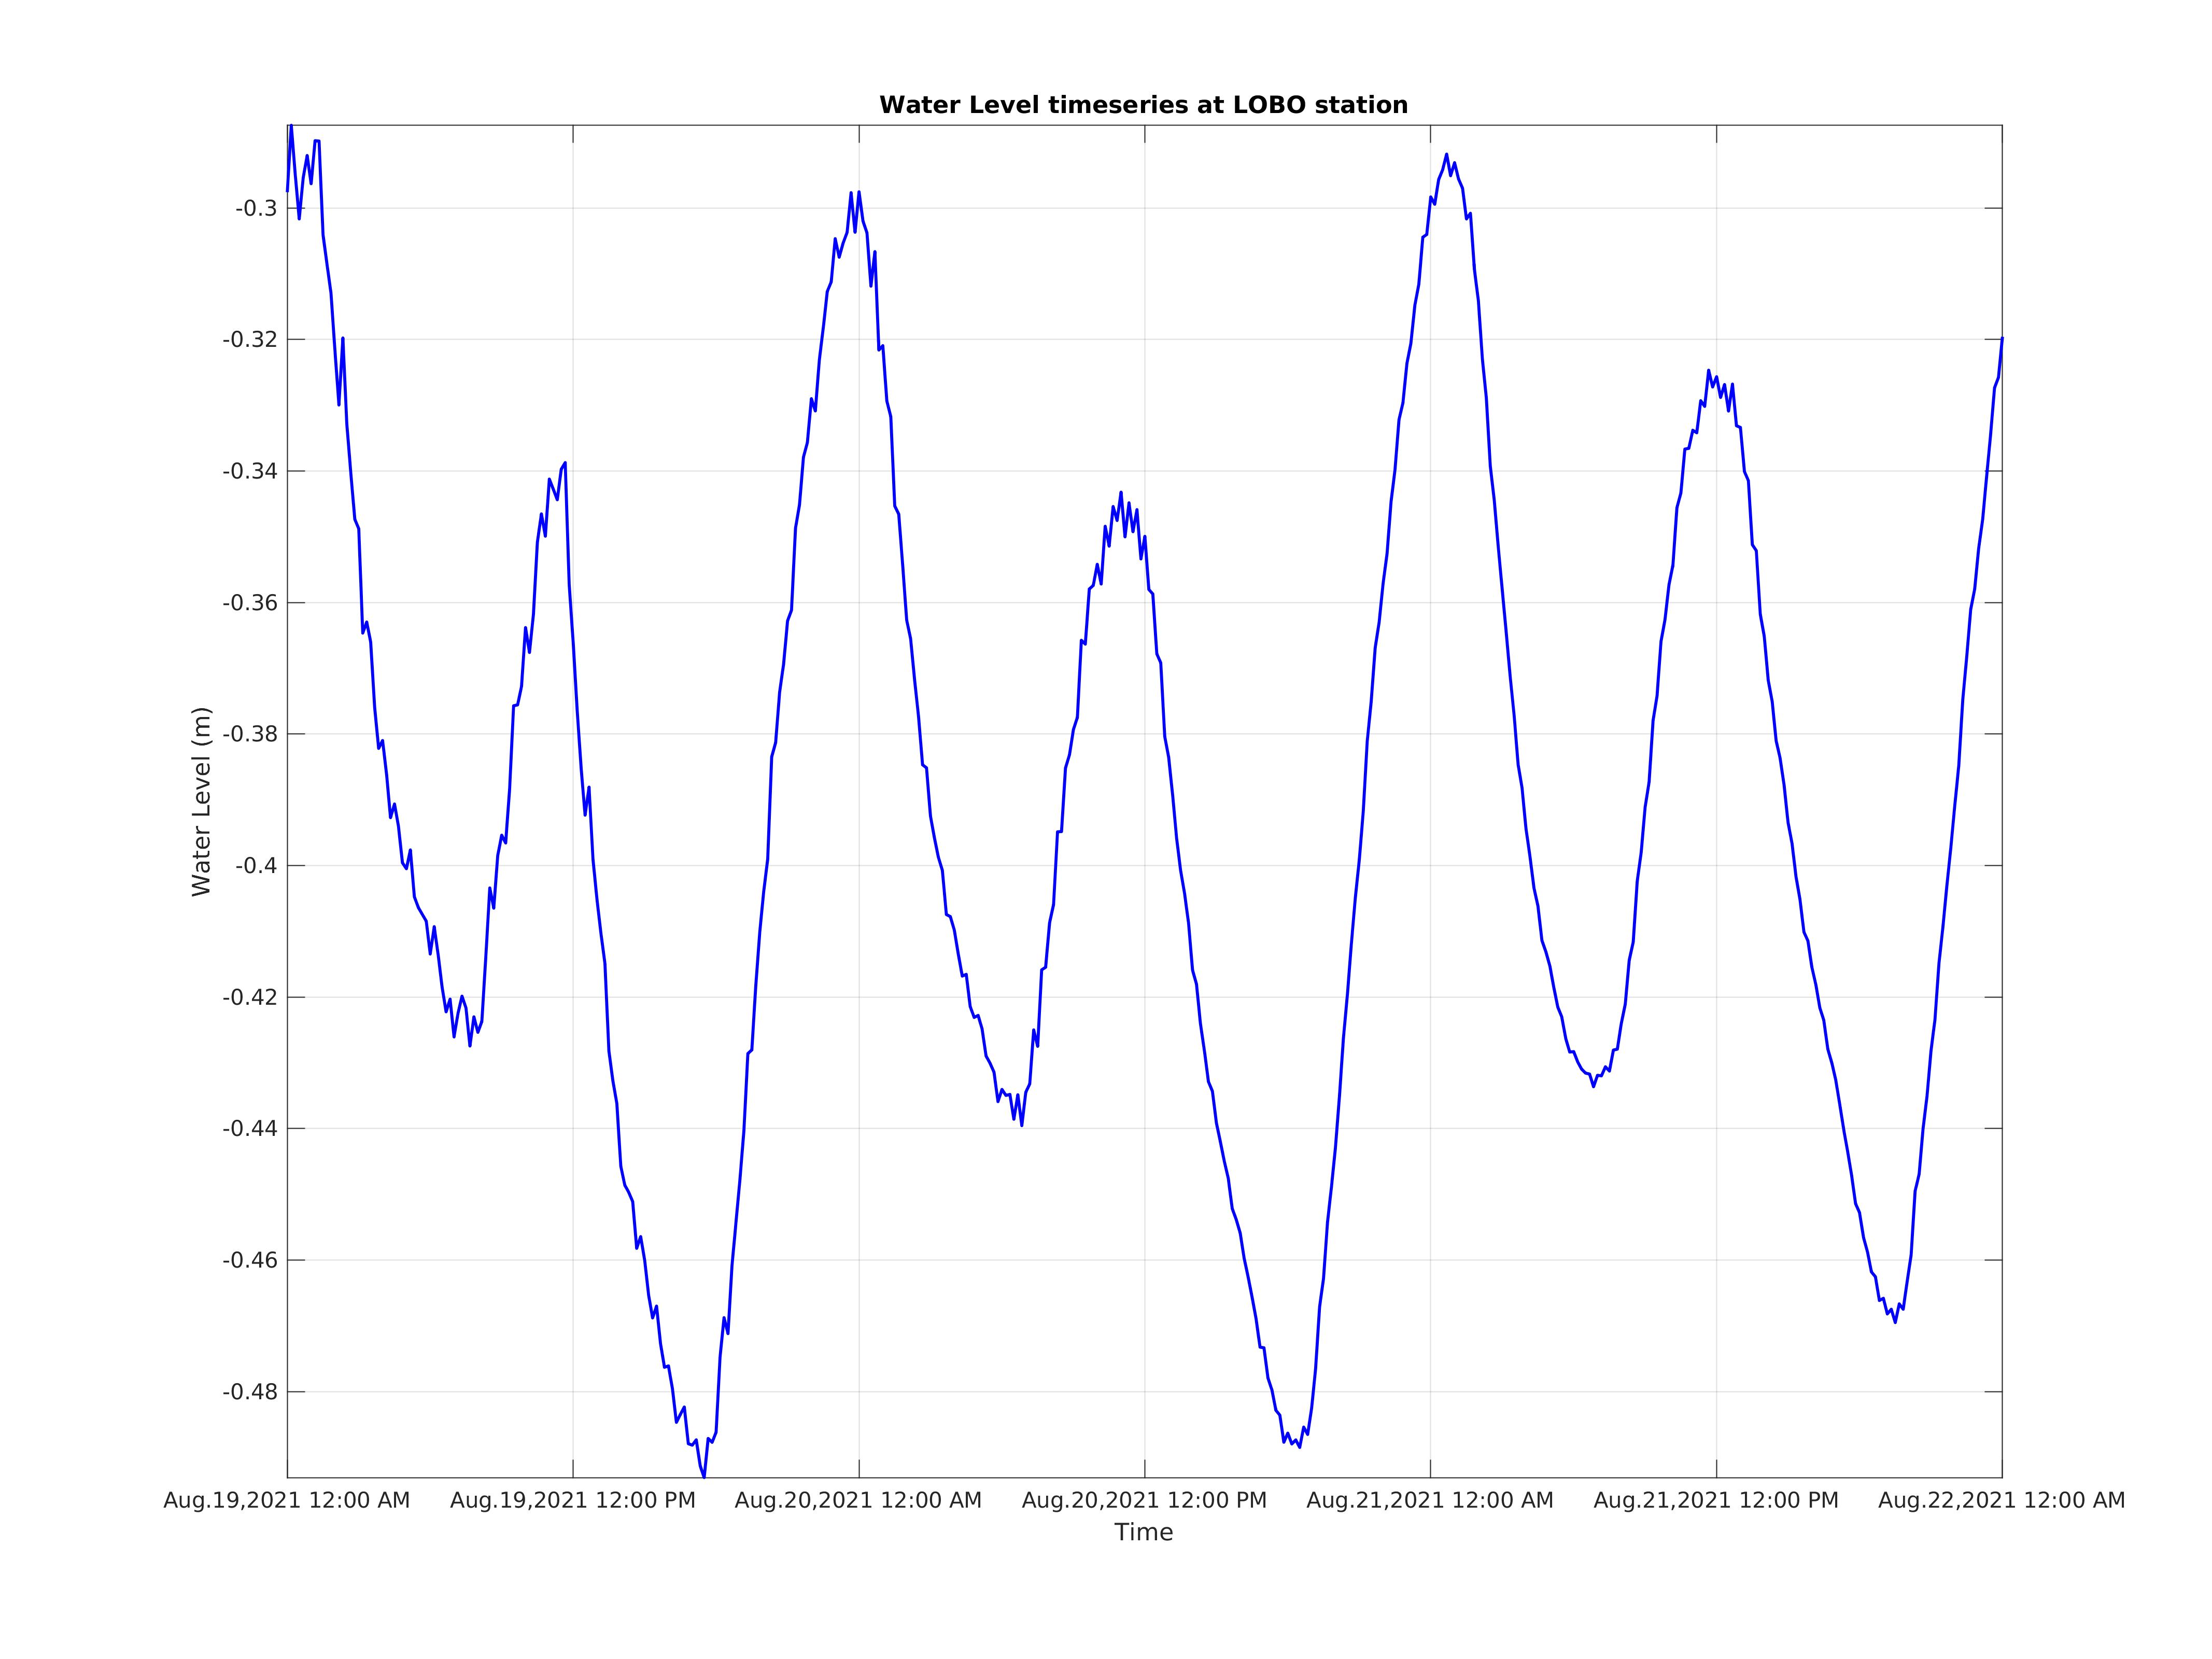 Water Level timeseries at LOBO station
-0.3
-0.32
-0.34
-0.36
-0.38
-0.4
-0.42
-0.44
-0.46
-0.48
Water Level (m)
Aug.19,2021 12:00 AM
Aug.19,2021 12:00 PM
Aug.20,2021 12:00 AM
Aug.20,2021 12:00 PM
Aug.21,2021 12:00 AM
Aug.21,2021 12:00 PM
Aug.22,2021 12:00 AM
Time